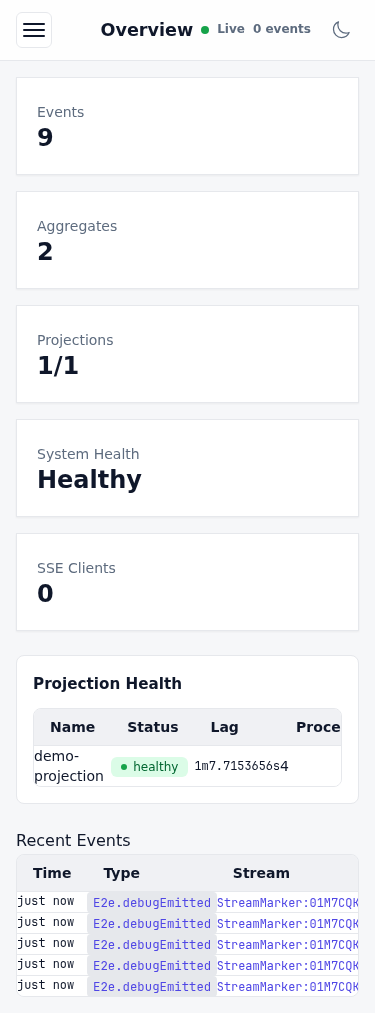 Overview Live 0 events
Events
9
Aggregates
2
Projections
1/1
System Health
Healthy
SSE Clients
0
Projection Health
Name Status Lag Proce
demo-
projection healthy 1m7.7153656s 4
Recent Events
Time Type Stream
just now E2e.debugEmitted StreamMarker:01M7CQK
just now E2e.debugEmitted StreamMarker:01M7CQK
just now E2e.debugEmitted StreamMarker:01M7CQK
just now E2e.debugEmitted StreamMarker:01M7CQK
just now E2e.debugEmitted StreamMarker:01M7CQK